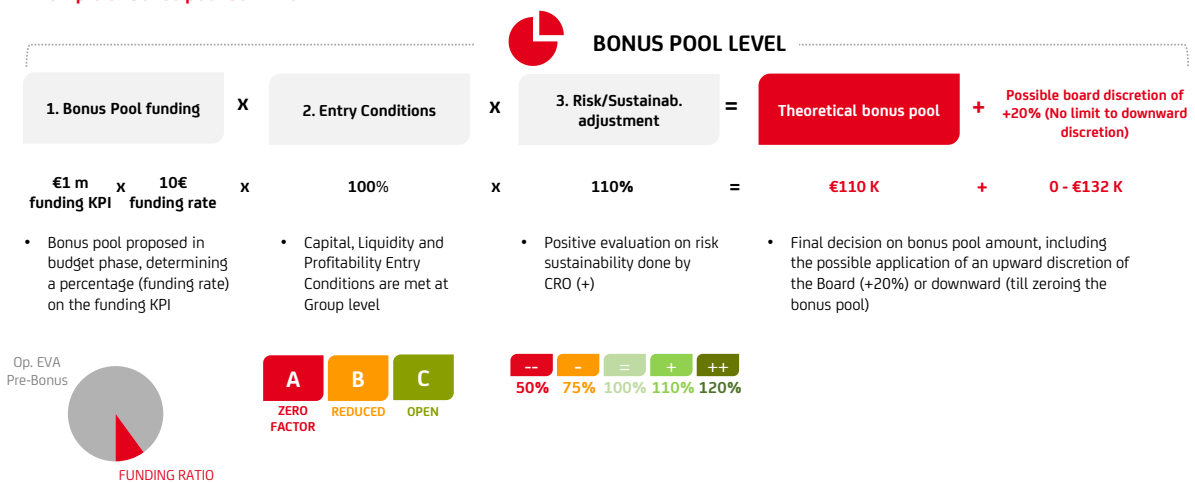 BONUS POOL LEVEL
1. Bonus Pool funding
x
2. Entry Conditions
x
3. Risk/Sustainab.
adjustment
=
Theoretical bonus pool
+
Possible board discretion of
+20% (No limit to downward
discretion)
€1 m
funding KPI
x
10€
funding rate
x
100%
x
110%
=
€110 K
+
0 - €132 K
• Bonus pool proposed in
budget phase, determining
a percentage (funding rate)
on the funding KPI
• Capital, Liquidity and
Profitability Entry
Conditions are met at
Group level
• Positive evaluation on risk
sustainability done by
CRO (+)
• Final decision on bonus pool amount, including
the possible application of an upward discretion of
the Board (+20%) or downward (till zeroing the
bonus pool)
Op. EVA
Pre-Bonus
FUNDING RATIO
A
B
C
ZERO
FACTOR
REDUCED
OPEN
--
-
=
+
++
50%
75%
100%
110%
120%